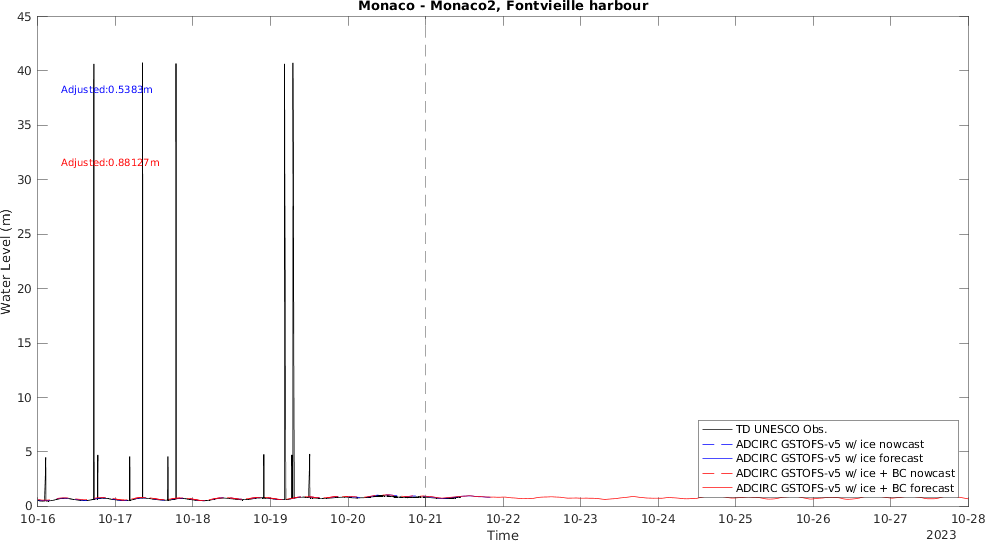 Monaco - Monaco2, Fontvieille harbour
45
40
35
30
25
20
15
10
5
0
Water Level (m)
Adjusted:0.5383m
Adjusted:0.88127m
TD UNESCO Obs.
ADCIRC GSTOFS-v5 w/ ice nowcast
ADCIRC GSTOFS-v5 w/ ice forecast
ADCIRC GSTOFS-v5 w/ ice + BC nowcast
ADCIRC GSTOFS-v5 w/ ice + BC forecast
10-16 10-17 10-18 10-19 10-20 10-21 10-22 10-23 10-24 10-25 10-26 10-27 10-28
Time
2023